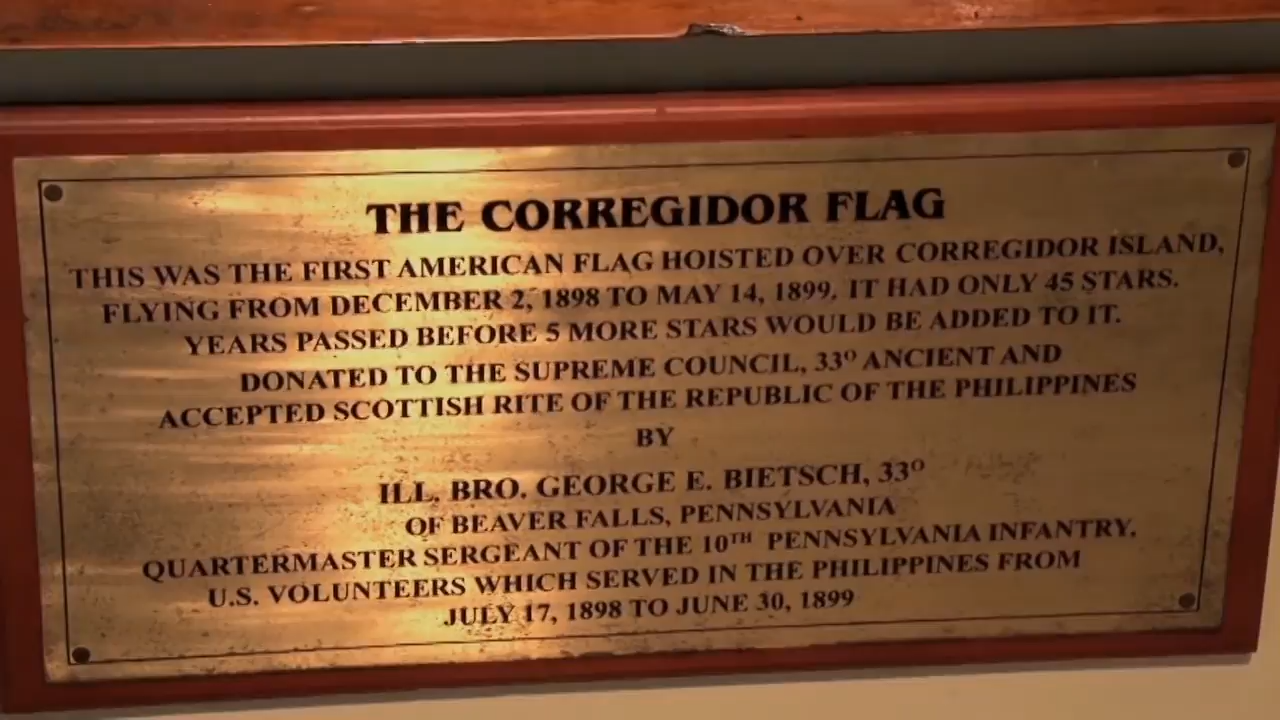 THE CORREGIDOR FLAG
THIS WAS THE FIRST AMERICAN FLAG HOISTED OVER CORREGIDOR ISLAND,
FLYING FROM DECEMBER 2, 1898 TO MAY 14, 1899. IT HAD ONLY 45 STARS.
YEARS PASSED BEFORE 5 MORE STARS WOULD BE ADDED TO IT.
DONATED TO THE SUPREME COUNCIL, 33º ANCIENT AND
ACCEPTED SCOTTISH RITE OF THE REPUBLIC OF THE PHILIPPINES
BY
ILL. BRO. GEORGE E. BIETSCH, 33º
OF BEAVER FALLS, PENNSYLVANIA
QUARTERMASTER SERGEANT OF THE 10TH PENNSYLVANIA INFANTRY.
U.S. VOLUNTEERS WHICH SERVED IN THE PHILIPPINES FROM
JULY 17, 1898 TO JUNE 30, 1899